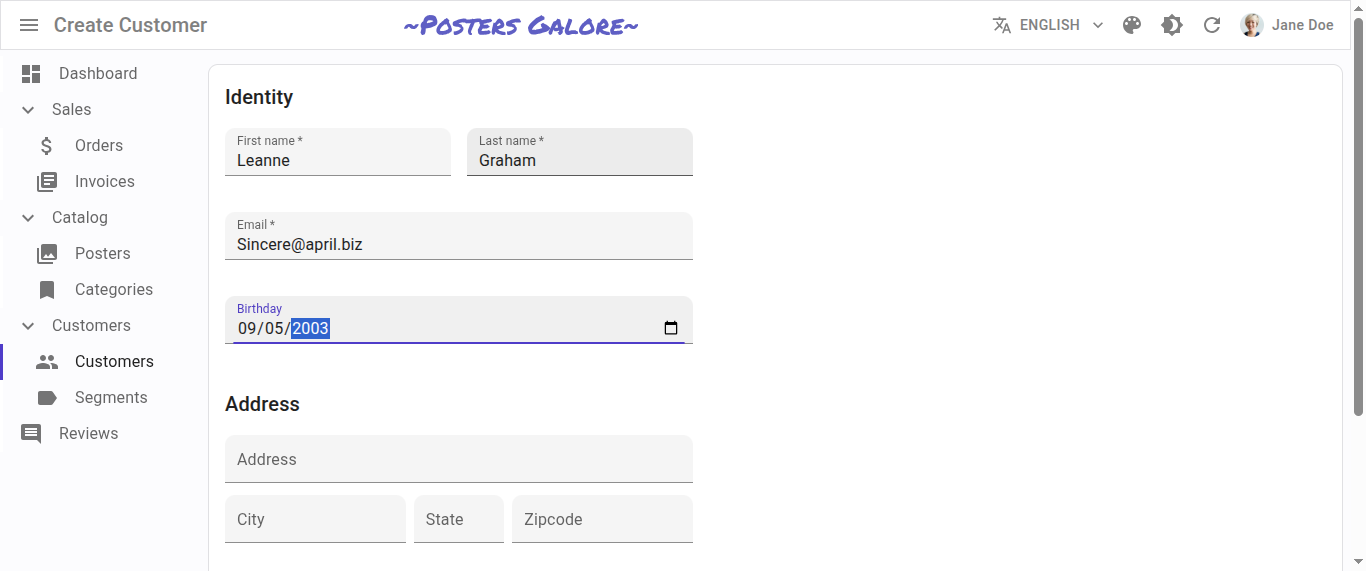 Create Customer
~Posters Galore~
ENGLISH
Jane Doe
Dashboard
Sales
Orders
Invoices
Catalog
Posters
Categories
Customers
Customers
Segments
Reviews
Identity
First name *
Leanne
Last name *
Graham
Email *
Sincere@april.biz
Birthday
09/05/2003
Address
Address
City
State
Zipcode